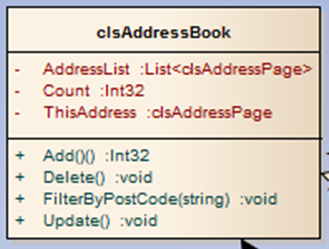 clsAddressBook
- AddressList :List<clsAddressPage>
- Count :Int32
- ThisAddress :clsAddressPage
+ Add()() :Int32
+ Delete() :void
+ FilterByPostCode(string) :void
+ Update() :void